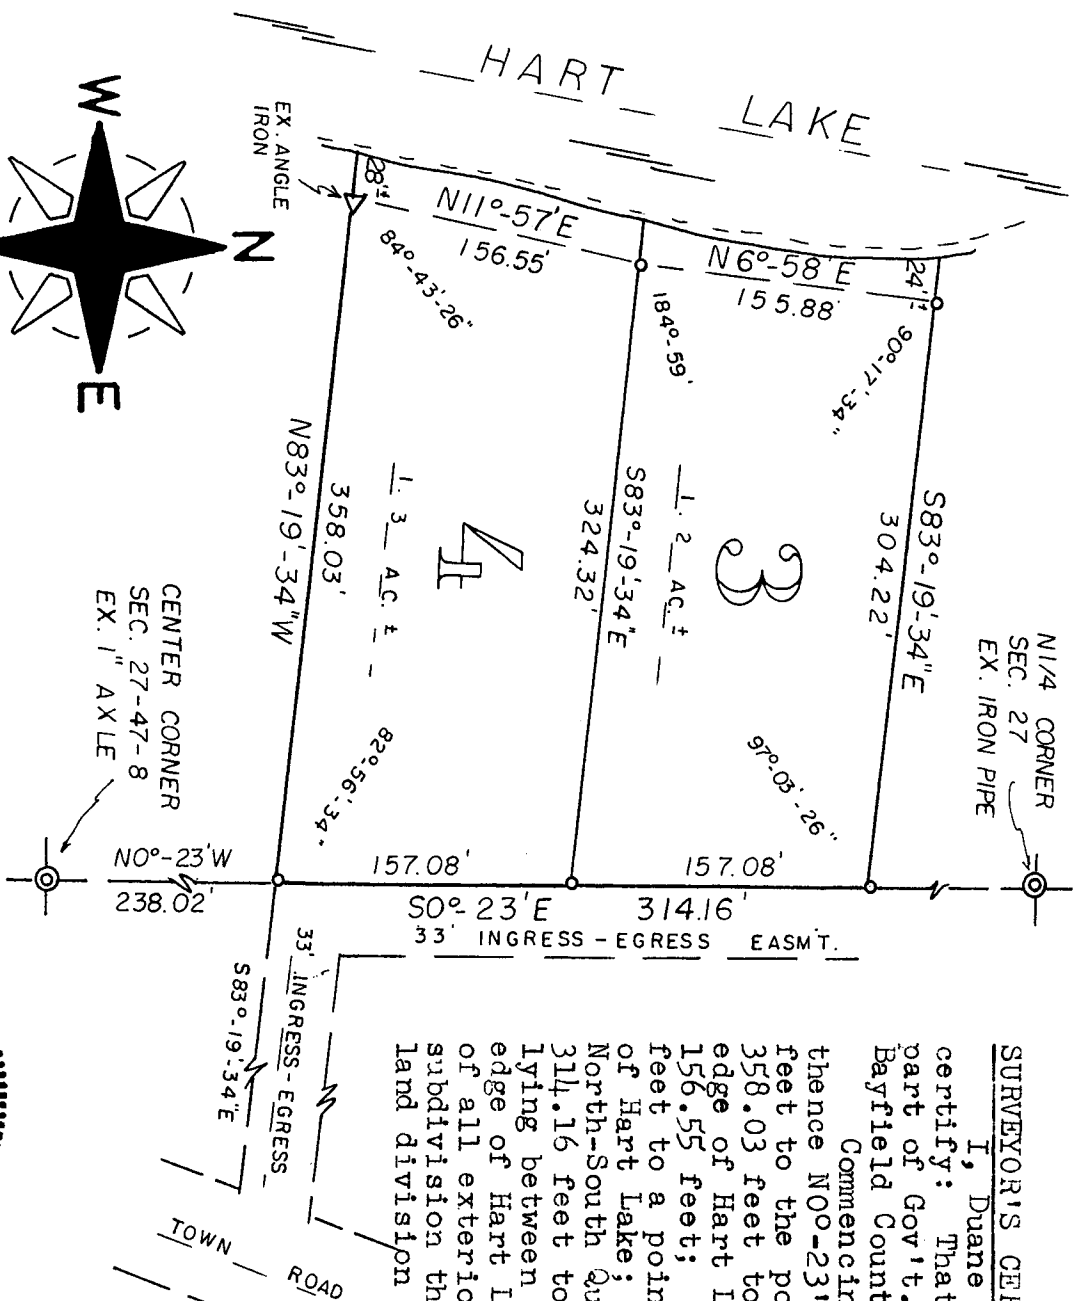 HART LAKE
EX. ANGLE
IRON
28'±
N11°-57'E
156.55'
N6°-58'E
155.88'
24'±
84°-43'-26"
184°-59'
90°-17'-34"
S83°-19'-34"E
304.22'
3
1.2 AC.±
S83°-19'-34"E
324.32'
4
1.3 AC.±
358.03'
N83°-19'-34"W
97°-03'-26"
82°-56'-34"
N
W
E
N1/4 CORNER
SEC. 27
EX. IRON PIPE
CENTER CORNER
SEC. 27-47-8
EX. 1" AXLE
N0°-23'W
238.02'
157.08'
157.08'
S0°-23'E 314.16'
33' INGRESS-EGRESS EASM'T.
33' INGRESS-EGRESS
S83°-19'-34"E
TOWN ROAD
SURVEYOR'S CE
I, Duane
certify: That
part of Gov't.
Bayfield Count
Commencin
thence N0°-23'
feet to the po
358.03 feet to
edge of Hart L
156.55 feet;
feet to a poin
of Hart Lake;
North-South Qu
314.16 feet to
lying between
edge of Hart L
of all exterio
subdivision th
land division